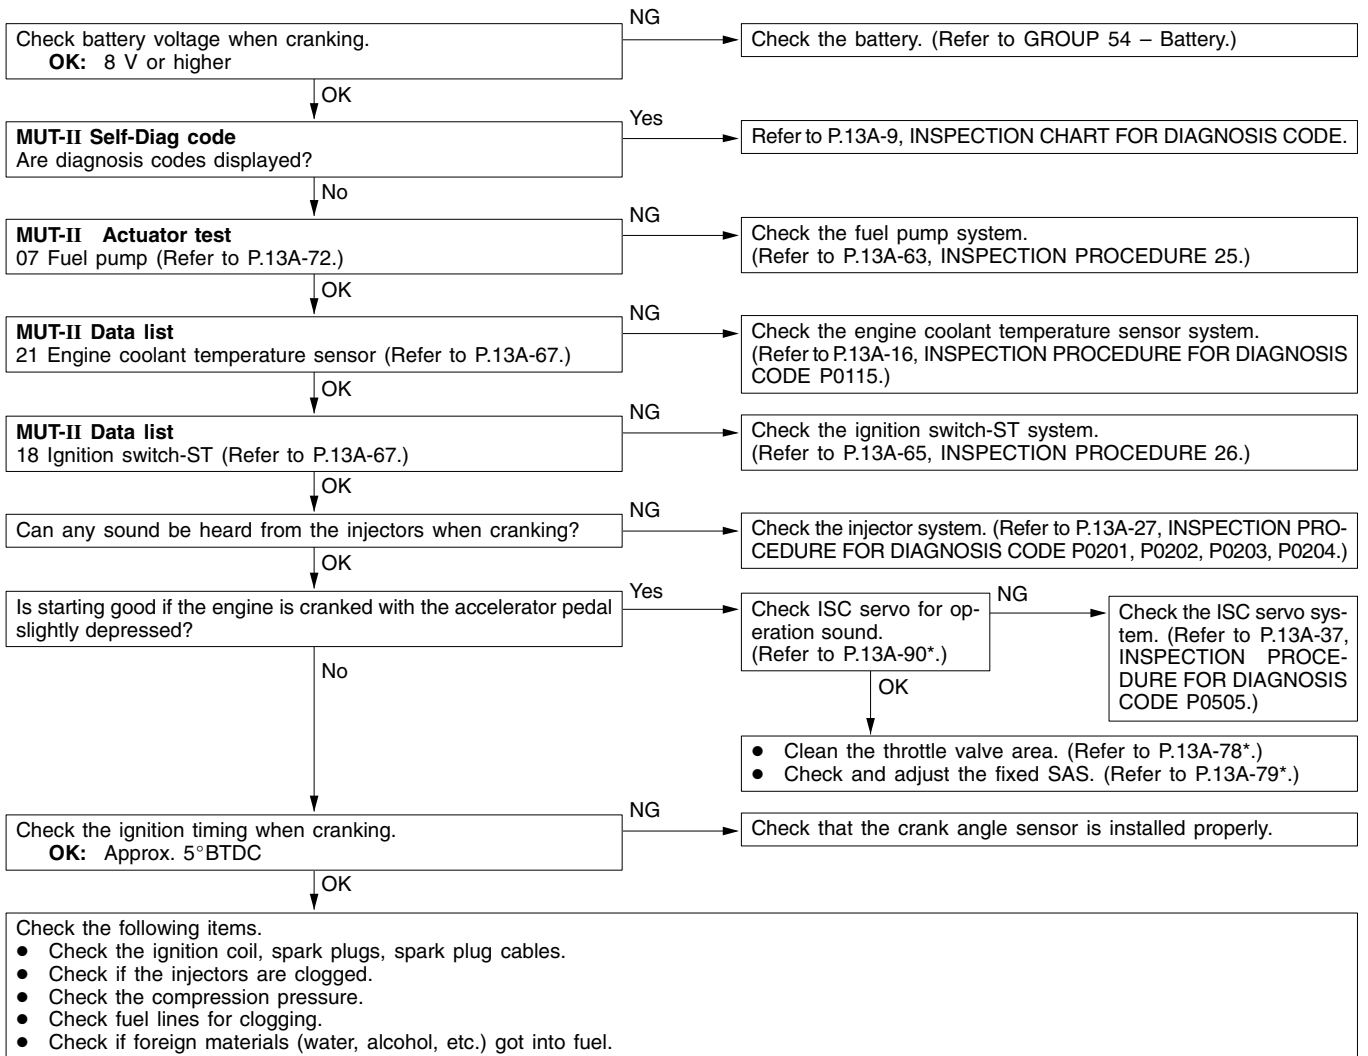 NG
Check battery voltage when cranking.
OK: 8 V or higher
Check the battery. (Refer to GROUP 54 – Battery.)
OK
Yes
MUT-II Self-Diag code
Are diagnosis codes displayed?
Refer to P.13A-9, INSPECTION CHART FOR DIAGNOSIS CODE.
No
NG
MUT-II Actuator test
07 Fuel pump (Refer to P.13A-72.)
Check the fuel pump system.
(Refer to P.13A-63, INSPECTION PROCEDURE 25.)
OK
NG
MUT-II Data list
21 Engine coolant temperature sensor (Refer to P.13A-67.)
Check the engine coolant temperature sensor system.
(Refer to P.13A-16, INSPECTION PROCEDURE FOR DIAGNOSIS
CODE P0115.)
OK
NG
MUT-II Data list
18 Ignition switch-ST (Refer to P.13A-67.)
Check the ignition switch-ST system.
(Refer to P.13A-65, INSPECTION PROCEDURE 26.)
OK
NG
Can any sound be heard from the injectors when cranking?
Check the injector system. (Refer to P.13A-27, INSPECTION PRO-
CEDURE FOR DIAGNOSIS CODE P0201, P0202, P0203, P0204.)
OK
Yes
Is starting good if the engine is cranked with the accelerator pedal
slightly depressed?
Check ISC servo for op-
eration sound.
(Refer to P.13A-90*.)
NG
Check the ISC servo sys-
tem. (Refer to P.13A-37,
INSPECTION PROCE-
DURE FOR DIAGNOSIS
CODE P0505.)
No
OK
● Clean the throttle valve area. (Refer to P.13A-78*.)
● Check and adjust the fixed SAS. (Refer to P.13A-79*.)
NG
Check the ignition timing when cranking.
OK: Approx. 5°BTDC
Check that the crank angle sensor is installed properly.
OK
Check the following items.
● Check the ignition coil, spark plugs, spark plug cables.
● Check if the injectors are clogged.
● Check the compression pressure.
● Check fuel lines for clogging.
● Check if foreign materials (water, alcohol, etc.) got into fuel.